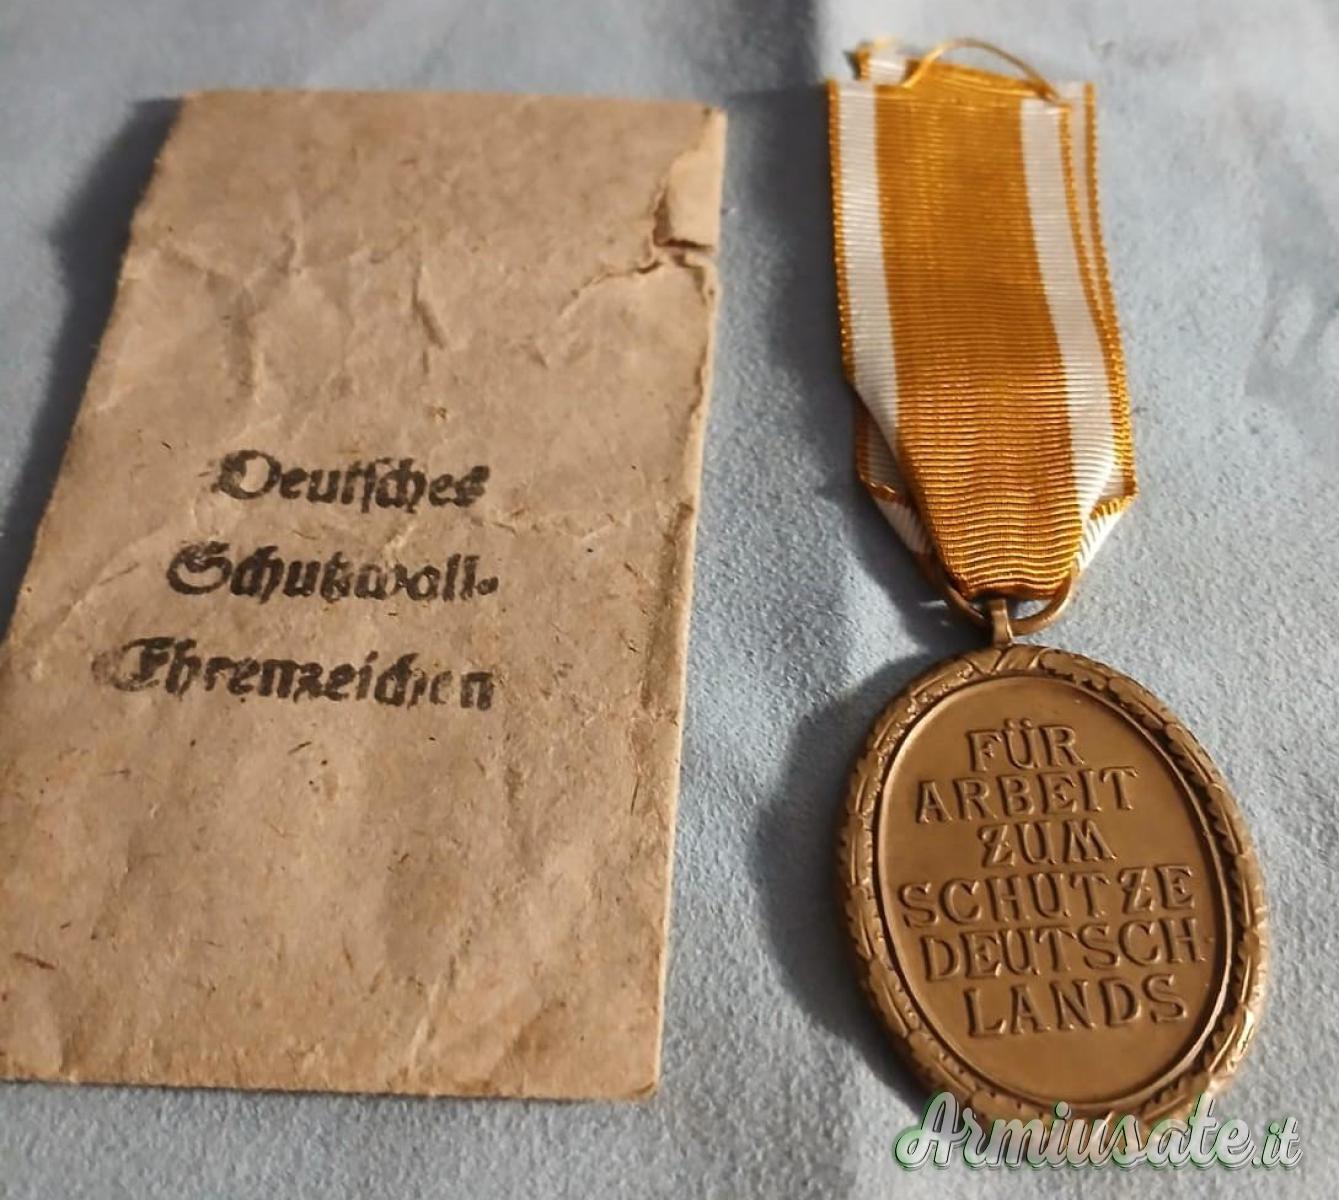 Deutsches
Schutzwall-
Ehrenzeichen
FÜR
ARBEIT
ZUM
SCHUTZE
DEUTSCH
LANDS
Armiusate.it